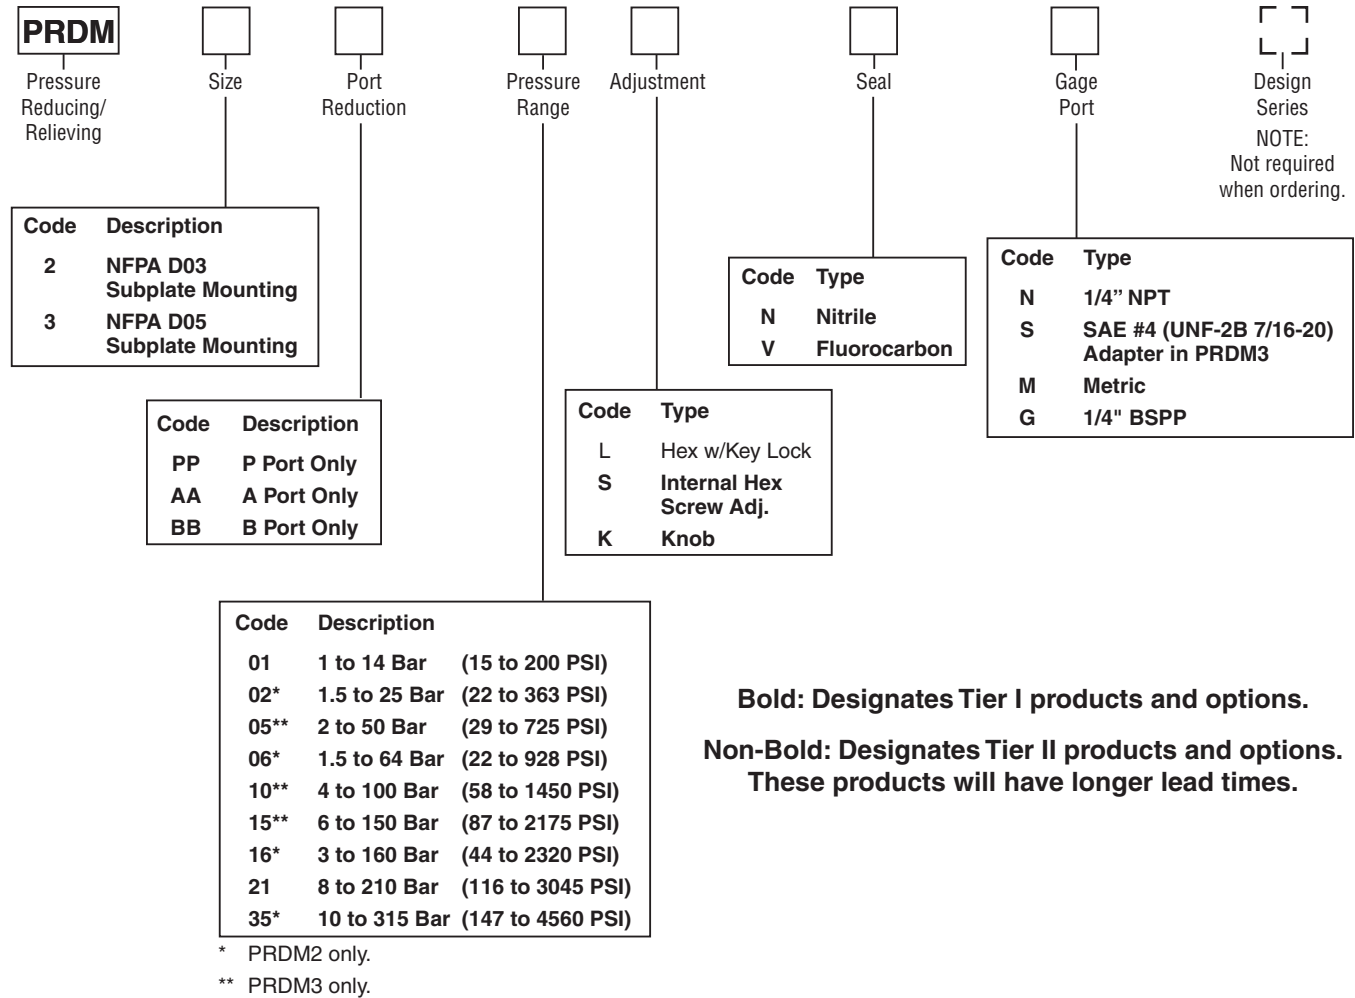 PRDM
Pressure
Reducing/
Relieving
Size
Port
Reduction
Pressure
Range
Adjustment
Seal
Gage
Port
Design
Series
NOTE:
Not required
when ordering.
Code Description
2 NFPA D03
Subplate Mounting
3 NFPA D05
Subplate Mounting
Code Description
PP P Port Only
AA A Port Only
BB B Port Only
Code Description
01 1 to 14 Bar (15 to 200 PSI)
02* 1.5 to 25 Bar (22 to 363 PSI)
05** 2 to 50 Bar (29 to 725 PSI)
06* 1.5 to 64 Bar (22 to 928 PSI)
10** 4 to 100 Bar (58 to 1450 PSI)
15** 6 to 150 Bar (87 to 2175 PSI)
16* 3 to 160 Bar (44 to 2320 PSI)
21 8 to 210 Bar (116 to 3045 PSI)
35* 10 to 315 Bar (147 to 4560 PSI)
* PRDM2 only.
** PRDM3 only.
Code Type
L Hex w/Key Lock
S Internal Hex
Screw Adj.
K Knob
Code Type
N Nitrile
V Fluorocarbon
Code Type
N 1/4” NPT
S SAE #4 (UNF-2B 7/16-20)
Adapter in PRDM3
M Metric
G 1/4" BSPP
Bold: Designates Tier I products and options.
Non-Bold: Designates Tier II products and options.
These products will have longer lead times.